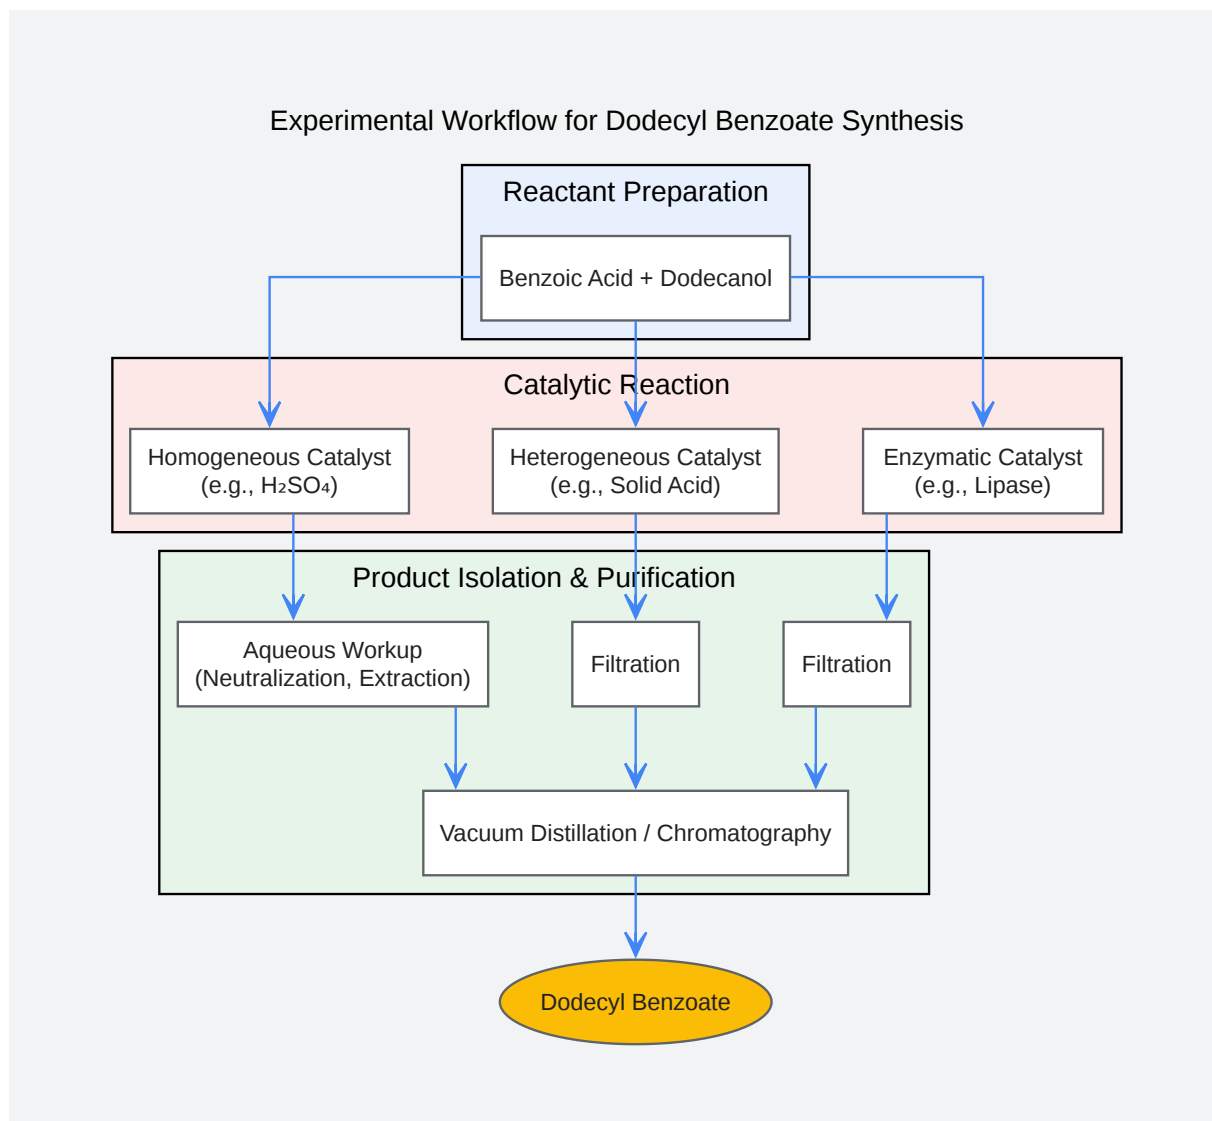 Experimental Workflow for Dodecyl Benzoate Synthesis
Reactant Preparation
Benzoic Acid + Dodecanol
Catalytic Reaction
Homogeneous Catalyst
(e.g., H₂SO₄)
Heterogeneous Catalyst
(e.g., Solid Acid)
Enzymatic Catalyst
(e.g., Lipase)
Product Isolation & Purification
Aqueous Workup
(Neutralization, Extraction)
Filtration
Filtration
Vacuum Distillation / Chromatography
Dodecyl Benzoate